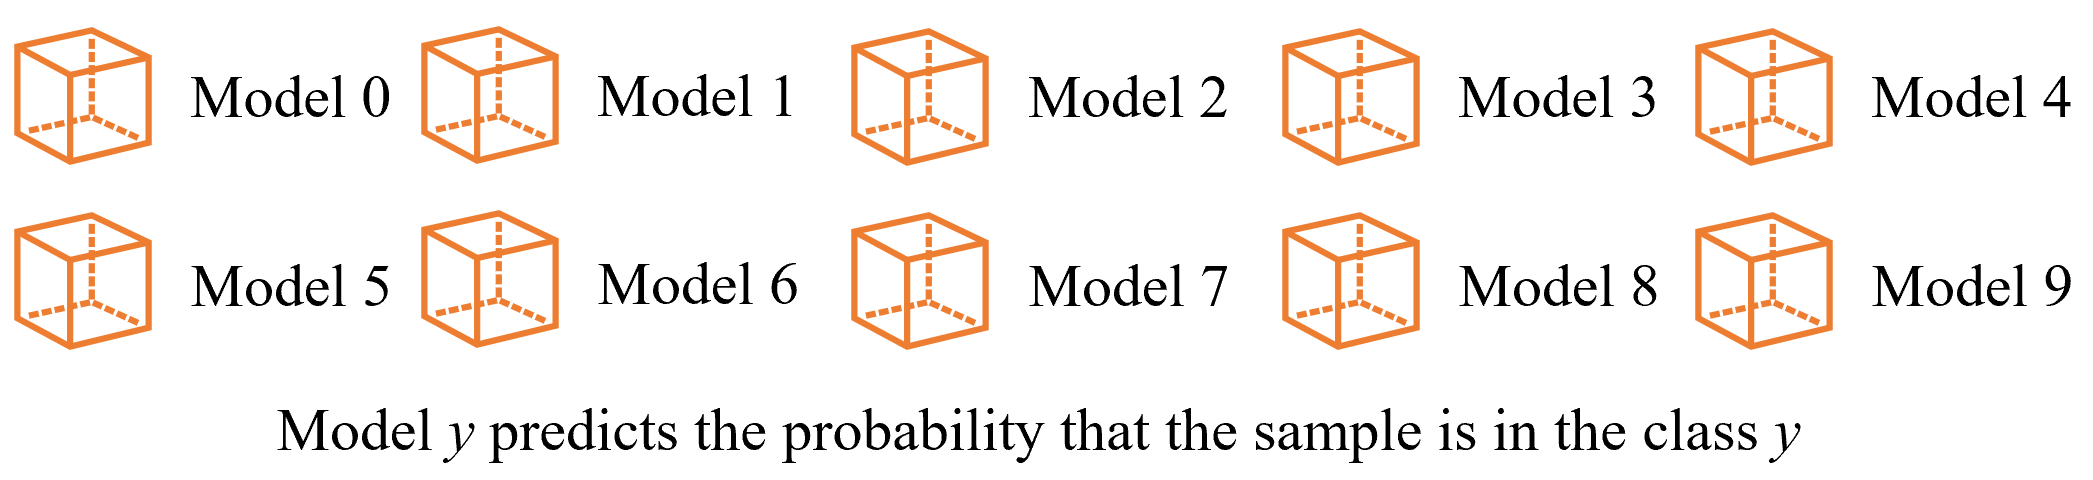 Model 0 Model 1 Model 2 Model 3 Model 4
Model 5 Model 6 Model 7 Model 8 Model 9
Model y predicts the probability that the sample is in the class y